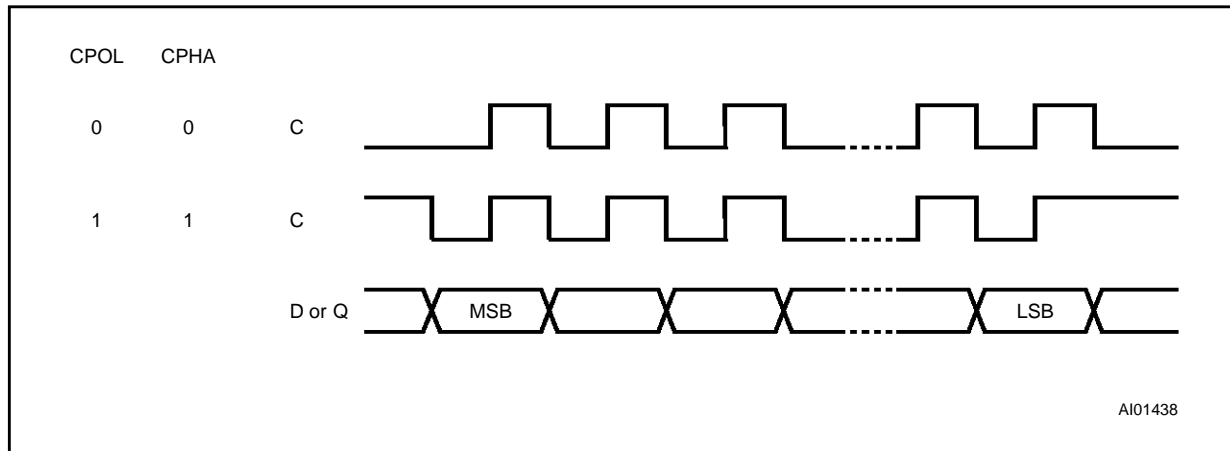 CPOL CPHA
0 0 C
1 1 C
D or Q MSB LSB
AI01438